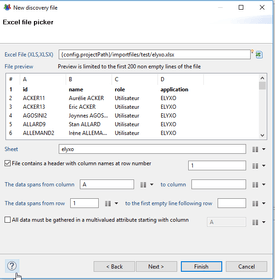 New discovery file
Excel file picker
Excel File (XLS,XLSX) {config.projectPath}/importfiles/test/elyxo.xlsx
File preview Preview is limited to the first 200 non empty lines of the file
# A B C D
1 id name role application
2 ACKER11 Aurélie ACKER Utilisateur ELYXO
3 ACKER13 Eric ACKER Utilisateur ELYXO
4 AGOSINI2 Joynnes AGOS... Utilisateur ELYXO
5 ALLARD9 Stan ALLARD Utilisateur ELYXO
6 ALLEMAND2 Irène ALLEMA... Utilisateur ELYXO
Sheet elyxo
File contains a header with column names at row number 1
The data spans from column A to column
The data spans from row 1 to the first empty line following row
All data must be gathered in a multivalued attribute starting with column A
? < Back Next > Finish Cancel